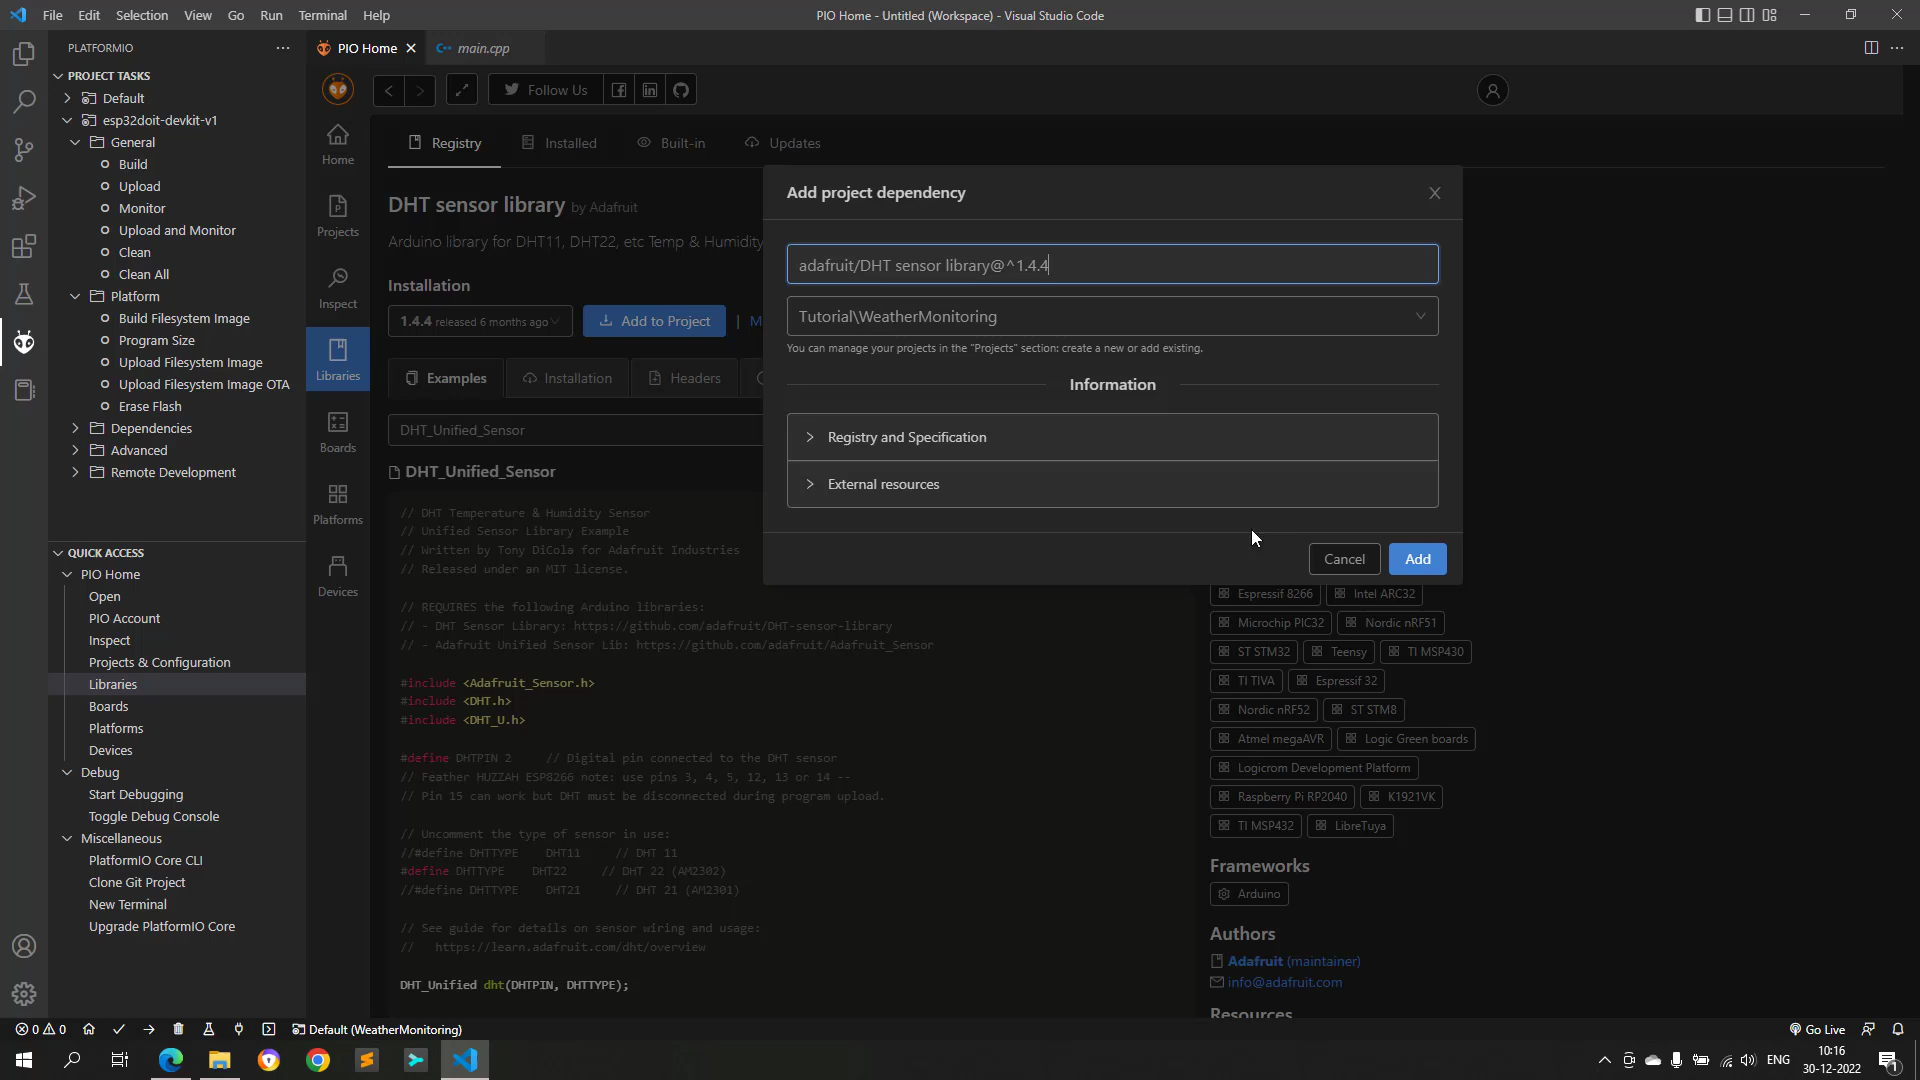 File Edit Selection View Go Run Terminal Help
PIO Home - Untitled (Workspace) - Visual Studio Code
PLATFORMIO
PIO Home
main.cpp
PROJECT TASKS
Default
esp32doit-devkit-v1
General
Build
Upload
Monitor
Upload and Monitor
Clean
Clean All
Platform
Build Filesystem Image
Program Size
Upload Filesystem Image
Upload Filesystem Image OTA
Erase Flash
Dependencies
Advanced
Remote Development
QUICK ACCESS
PIO Home
Open
PIO Account
Inspect
Projects & Configuration
Libraries
Boards
Platforms
Devices
Debug
Start Debugging
Toggle Debug Console
Miscellaneous
PlatformIO Core CLI
Clone Git Project
New Terminal
Upgrade PlatformIO Core
Follow Us
Home
Projects
Inspect
Libraries
Boards
Platforms
Devices
Registry
Installed
Built-in
Updates
DHT sensor library by Adafruit
Arduino library for DHT11, DHT22, etc Temp & Humidity
Installation
1.4.4 released 6 months ago
Add to Project
| M
Examples
Installation
Headers
DHT_Unified_Sensor
DHT_Unified_Sensor
// DHT Temperature & Humidity Sensor
// Unified Sensor Library Example
// Written by Tony DiCola for Adafruit Industries
// Released under an MIT license.
// REQUIRES the following Arduino libraries:
// - DHT Sensor Library: https://github.com/adafruit/DHT-sensor-library
// - Adafruit Unified Sensor Lib: https://github.com/adafruit/Adafruit_Sensor
#include <Adafruit_Sensor.h>
#include <DHT.h>
#include <DHT_U.h>
#define DHTPIN 2 // Digital pin connected to the DHT sensor
// Feather HUZZAH ESP8266 note: use pins 3, 4, 5, 12, 13 or 14 --
// Pin 15 can work but DHT must be disconnected during program upload.
// Uncomment the type of sensor in use:
//#define DHTTYPE DHT11 // DHT 11
#define DHTTYPE DHT22 // DHT 22 (AM2302)
//#define DHTTYPE DHT21 // DHT 21 (AM2301)
// See guide for details on sensor wiring and usage:
// https://learn.adafruit.com/dht/overview
DHT_Unified dht(DHTPIN, DHTTYPE);
Add project dependency
adafruit/DHT sensor library@^1.4.4
Tutorial\WeatherMonitoring
You can manage your projects in the "Projects" section: create a new or add existing.
Information
Registry and Specification
External resources
Cancel
Add
Espressif 8266
Intel ARC32
Microchip PIC32
Nordic nRF51
ST STM32
Teensy
TI MSP430
TI TIVA
Espressif 32
Nordic nRF52
ST STM8
Atmel megaAVR
Logic Green boards
Logicrom Development Platform
Raspberry Pi RP2040
K1921VK
TI MSP432
LibreTuya
Frameworks
Arduino
Authors
Adafruit (maintainer)
info@adafruit.com
Resources
0 0
Default (WeatherMonitoring)
Go Live
ENG
10:16
30-12-2022
1